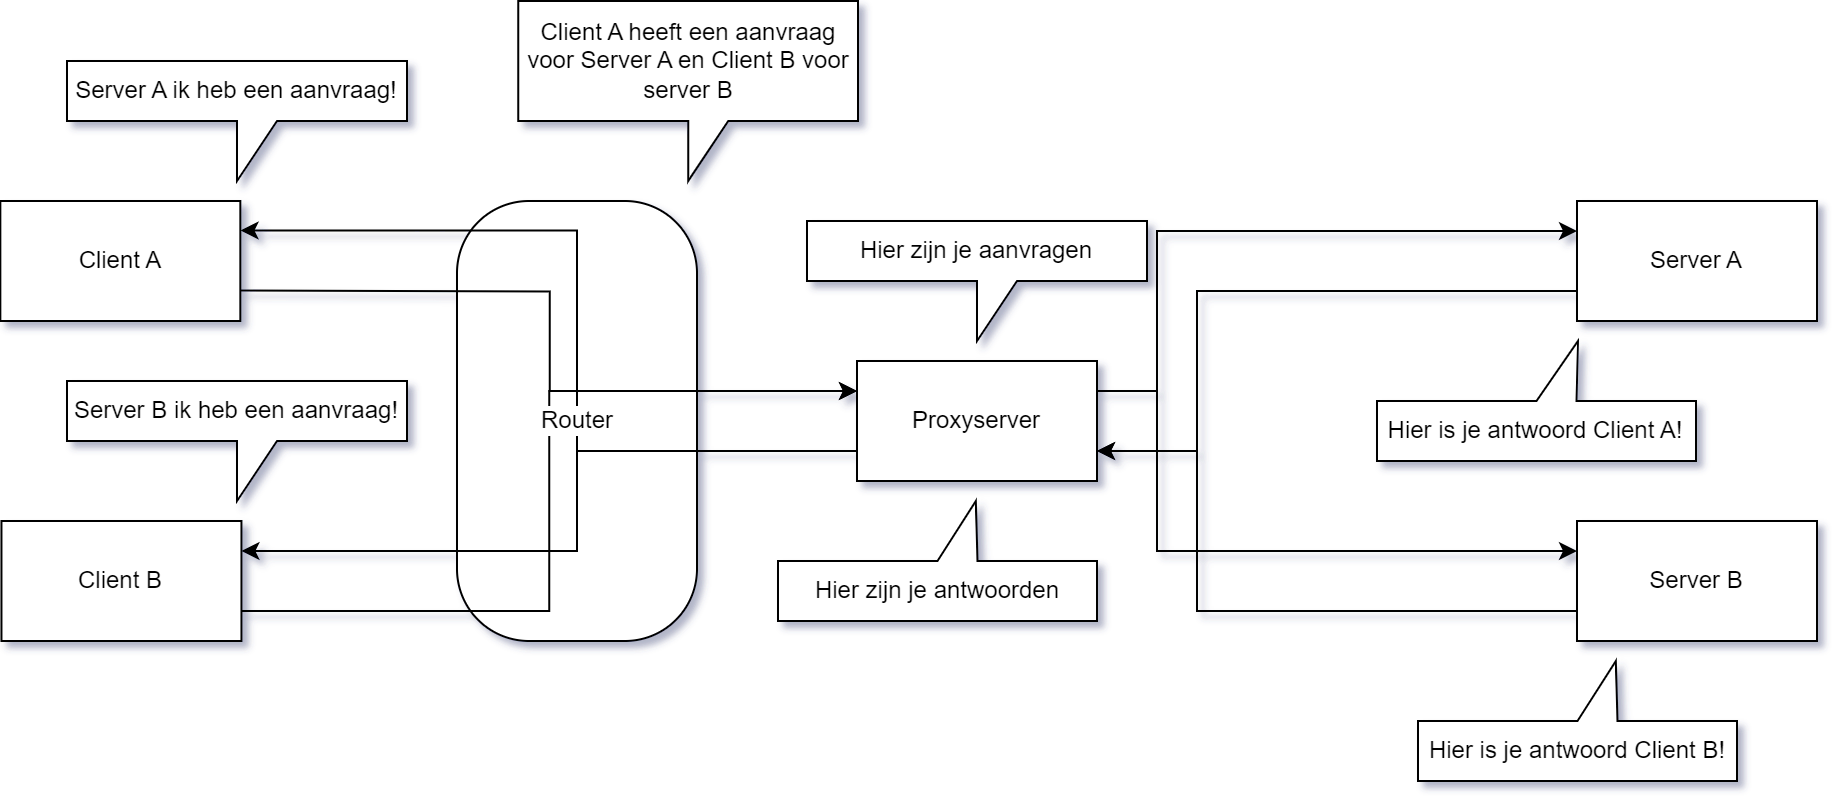 Client A heeft een aanvraag
voor Server A en Client B voor
server B
Server A ik heb een aanvraag!
Client A
Hier zijn je aanvragen
Server A
Server B ik heb een aanvraag!
Router
Proxyserver
Hier is je antwoord Client A!
Client B
Hier zijn je antwoorden
Server B
Hier is je antwoord Client B!